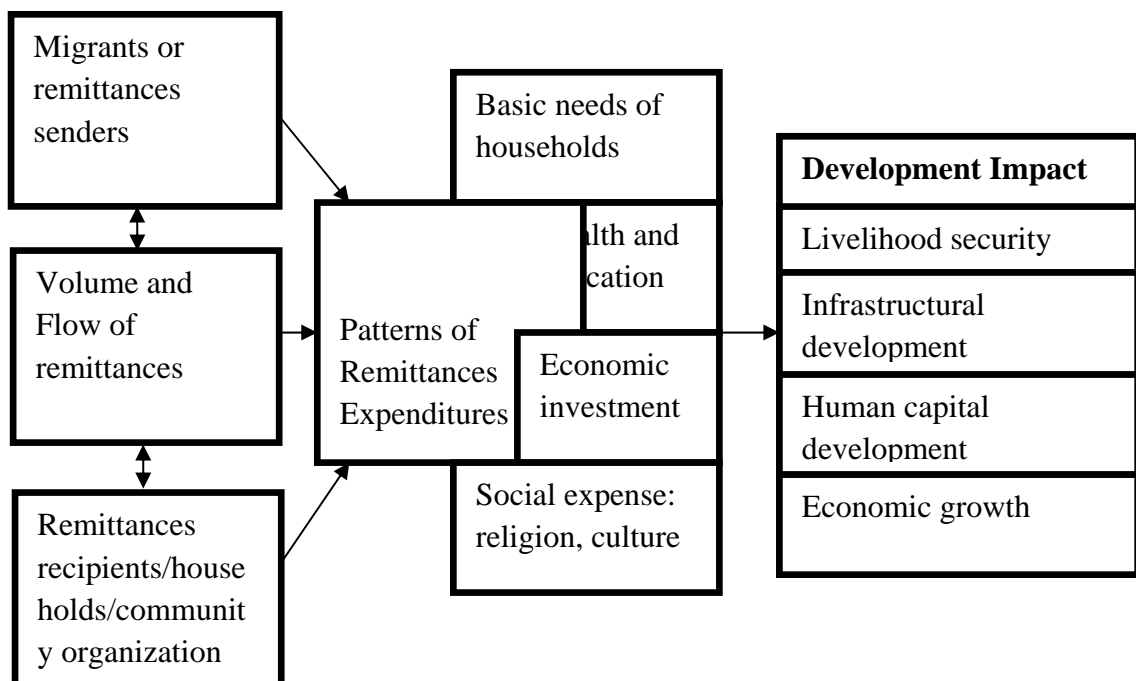 Migrants or
remittances
senders
Volume and
Flow of
remittances
Remittances
recipients/house
holds/communit
y organization
Patterns of
Remittances
Expenditures
Basic needs of
households
lth and
cation
Economic
investment
Social expense:
religion, culture
Development Impact
Livelihood security
Infrastructural
development
Human capital
development
Economic growth